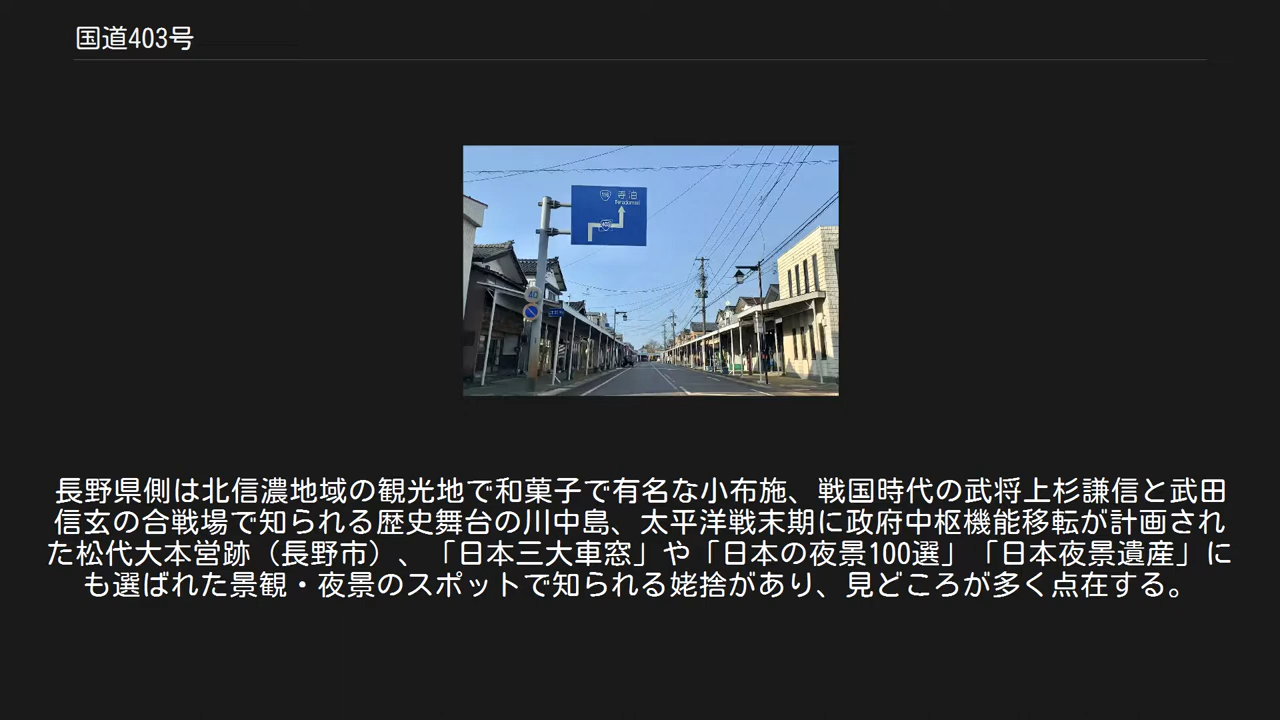 国道403号
寺泊
Teradomari
403
40
長野県側は北信濃地域の観光地で和菓子で有名な小布施、戦国時代の武将上杉謙信と武田
信玄の合戦場で知られる歴史舞台の川中島、太平洋戦末期に政府中枢機能移転が計画され
た松代大本営跡（長野市）、「日本三大車窓」や「日本の夜景100選」「日本夜景遺産」に
も選ばれた景観・夜景のスポットで知られる姥捨があり、見どころが多く点在する。